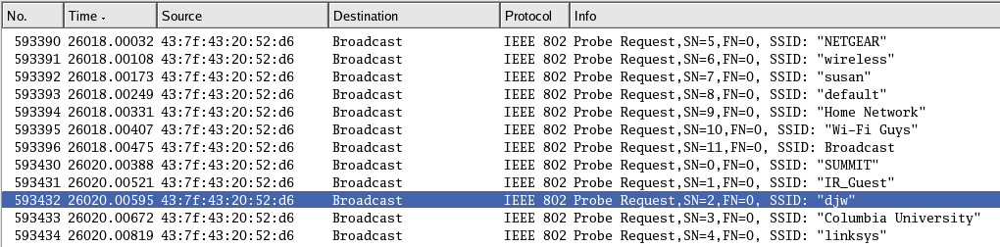 No. Time Source Destination Protocol Info
593390 26018.00032 43:7f:43:20:52:d6 Broadcast IEEE 802 Probe Request,SN=5,FN=0, SSID: "NETGEAR"
593391 26018.00108 43:7f:43:20:52:d6 Broadcast IEEE 802 Probe Request,SN=6,FN=0, SSID: "wireless"
593392 26018.00173 43:7f:43:20:52:d6 Broadcast IEEE 802 Probe Request,SN=7,FN=0, SSID: "susan"
593393 26018.00249 43:7f:43:20:52:d6 Broadcast IEEE 802 Probe Request,SN=8,FN=0, SSID: "default"
593394 26018.00331 43:7f:43:20:52:d6 Broadcast IEEE 802 Probe Request,SN=9,FN=0, SSID: "Home Network"
593395 26018.00407 43:7f:43:20:52:d6 Broadcast IEEE 802 Probe Request,SN=10,FN=0, SSID: "Wi-Fi Guys"
593396 26018.00475 43:7f:43:20:52:d6 Broadcast IEEE 802 Probe Request,SN=11,FN=0, SSID: Broadcast
593430 26020.00388 43:7f:43:20:52:d6 Broadcast IEEE 802 Probe Request,SN=0,FN=0, SSID: "SUMMIT"
593431 26020.00521 43:7f:43:20:52:d6 Broadcast IEEE 802 Probe Request,SN=1,FN=0, SSID: "IR_Guest"
593432 26020.00595 43:7f:43:20:52:d6 Broadcast IEEE 802 Probe Request,SN=2,FN=0, SSID: "djw"
593433 26020.00672 43:7f:43:20:52:d6 Broadcast IEEE 802 Probe Request,SN=3,FN=0, SSID: "Columbia University"
593434 26020.00819 43:7f:43:20:52:d6 Broadcast IEEE 802 Probe Request,SN=4,FN=0, SSID: "linksys"